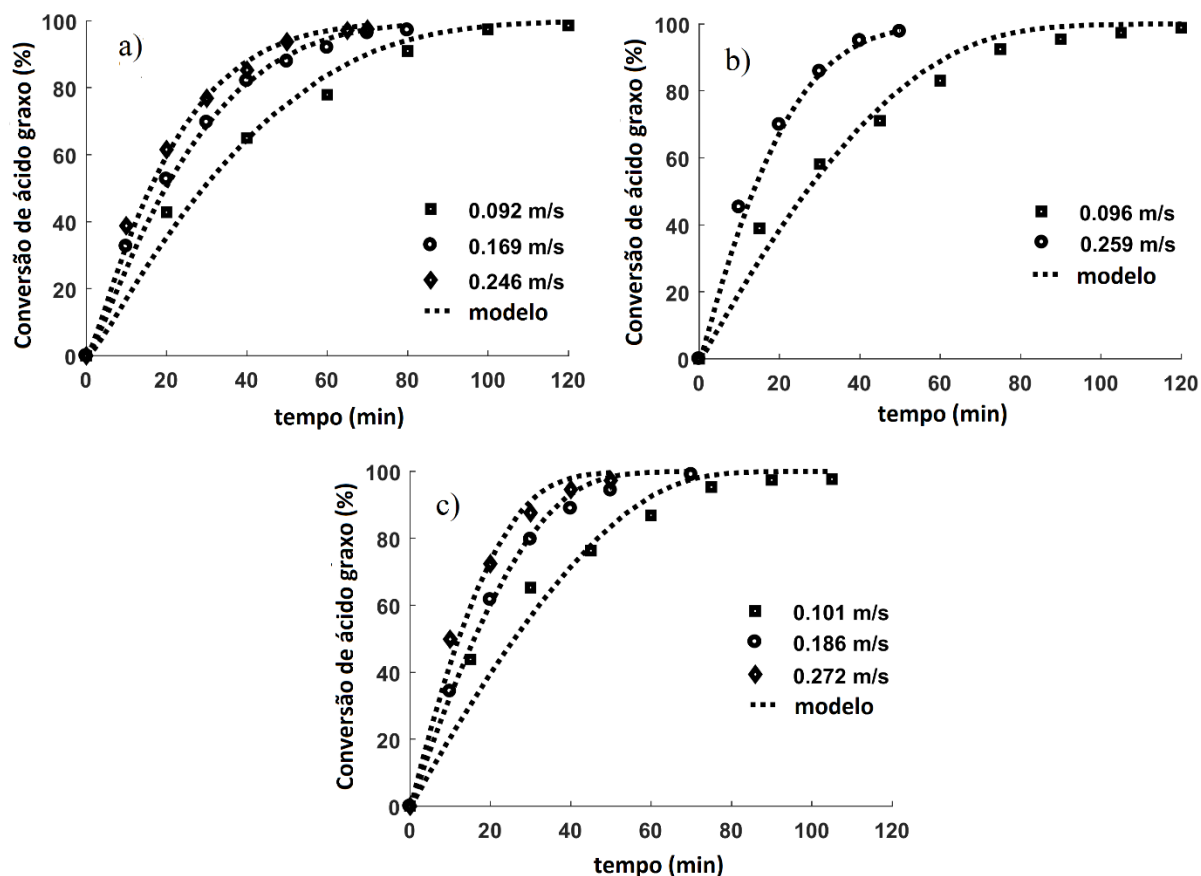 a)
Conversão de ácido graxo (%)
100
80
60
40
20
0
0.092 m/s
0.169 m/s
0.246 m/s
modelo
0 20 40 60 80 100 120
tempo (min)
b)
Conversão de ácido graxo (%)
100
80
60
40
20
0
0.096 m/s
0.259 m/s
modelo
0 20 40 60 80 100 120
tempo (min)
c)
Conversão de ácido graxo (%)
100
80
60
40
20
0
0.101 m/s
0.186 m/s
0.272 m/s
modelo
0 20 40 60 80 100 120
tempo (min)